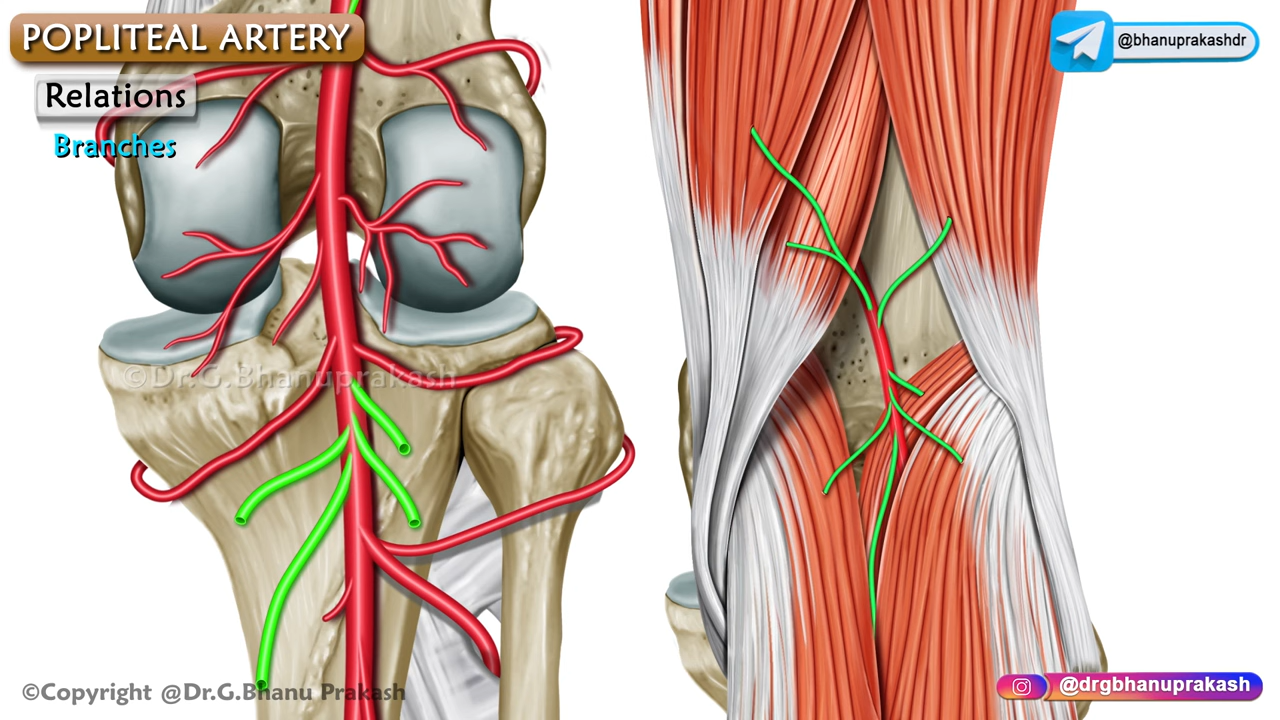 POPLITEAL ARTERY
@bhanuprakashdr
Relations
Branches
©Dr.G.Bhanuprakash
©Copyright @Dr.G.Bhanu Prakash
@drgbhanuprakash